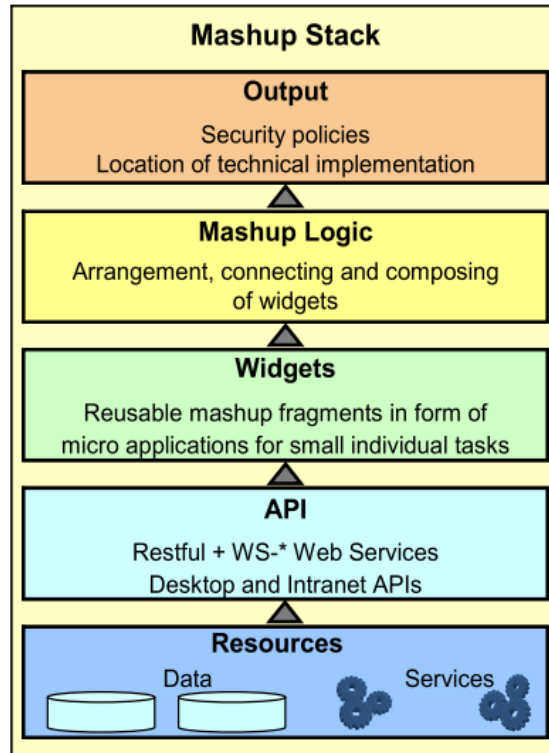 Mashup Stack
Output
Security policies
Location of technical implementation
Mashup Logic
Arrangement, connecting and composing
of widgets
Widgets
Reusable mashup fragments in form of
micro applications for small individual tasks
API
Restful + WS-* Web Services
Desktop and Intranet APIs
Resources
Data
Services